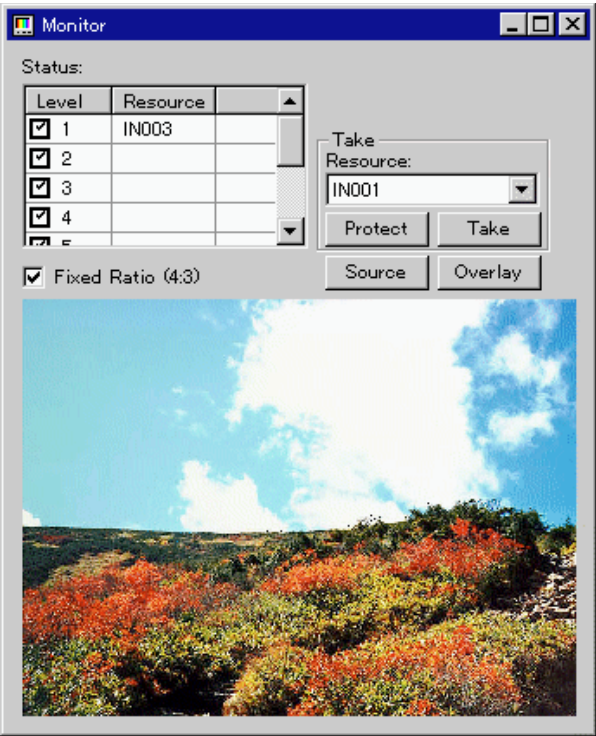 Monitor
Status:
Level Resource
1 IN003
2
3
4
5
Take
Resource:
IN001
Protect Take
Fixed Ratio (4:3)
Source Overlay